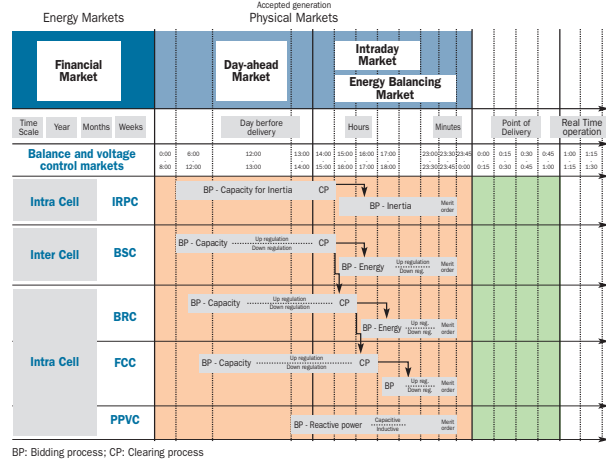 Accepted generation
Energy Markets
Physical Markets
Financial
Market
Day-ahead
Market
Intraday
Market
Energy Balancing
Market
Time
Scale
Year
Months
Weeks
Day berfore
delivery
Hours
Minutes
Point of
Delivery
Real Time
operation
Balance and voltage
control markets
0:00 8:00 12:00 13:00 14:00 15:00 16:00 17:00 23:00 23:30 23:45 0:00 0:15 0:30 0:45 1:00 1:15
8:00 12:00 13:00 14:00 15:00 16:00 17:00 18:00 23:30 23:45 0:00 0:15 0:30 0:45 1:00 1:15 1:30
Intra Cell
IRPC
BP - Capacity for Inertia
CP
BP - Inertia
Merit
order
Inter Cell
BSC
BP - Capacity
Up regulation
Down regulation
CP
BP - Energy
Up regulation
Down reg.
Merit
order
BRC
BP - Capacity
Up regulation
Down regulation
CP
BP - Energy
Up reg.
Down reg.
Merit
order
Intra Cell
FCC
BP - Capacity
Up regulation
Down regulation
CP
BP
Up reg.
Down reg.
Merit
order
PPVC
BP - Reactive power
Capacitive
Inductive
Merit
order
BP: Bidding process; CP: Clearing process